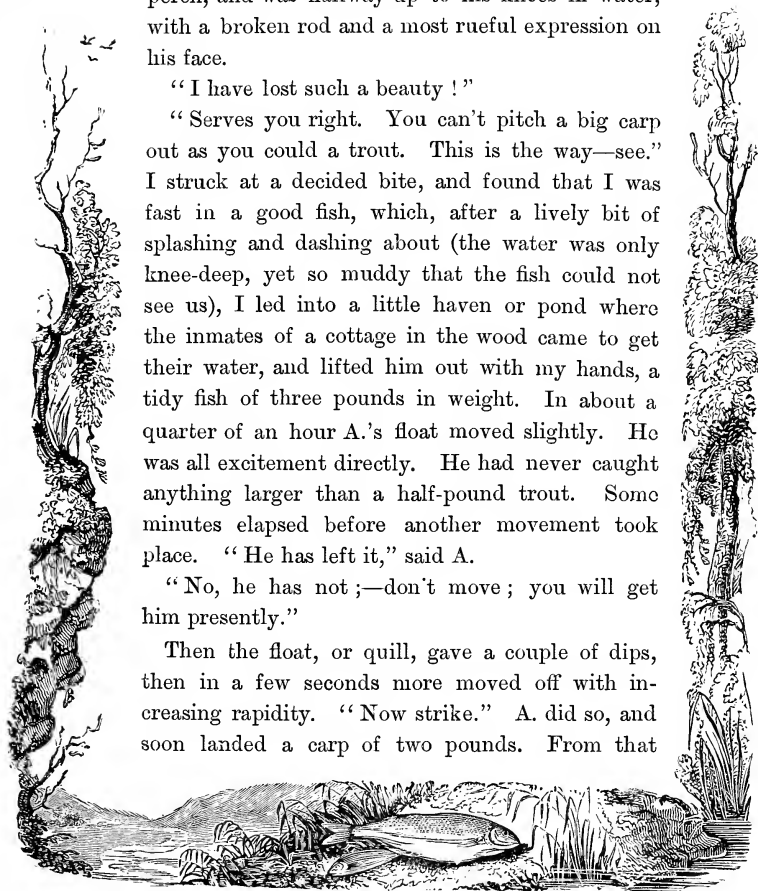 with a broken rod and a most rueful expression on
his face.
“I have lost such a beauty !”
“Serves you right. You can't pitch a big carp
out as you could a trout. This is the way—see.”
I struck at a decided bite, and found that I was
fast in a good fish, which, after a lively bit of
splashing and dashing about (the water was only
knee-deep, yet so muddy that the fish could not
see us), I led into a little haven or pond where
the inmates of a cottage in the wood came to get
their water, and lifted him out with my hands, a
tidy fish of three pounds in weight. In about a
quarter of an hour A.'s float moved slightly. He
was all excitement directly. He had never caught
anything larger than a half-pound trout. Some
minutes elapsed before another movement took
place. “He has left it,” said A.
“No, he has not ;—don't move ; you will get
him presently.”
Then the float, or quill, gave a couple of dips,
then in a few seconds more moved off with in-
creasing rapidity. “Now strike.” A. did so, and
soon landed a carp of two pounds. From that